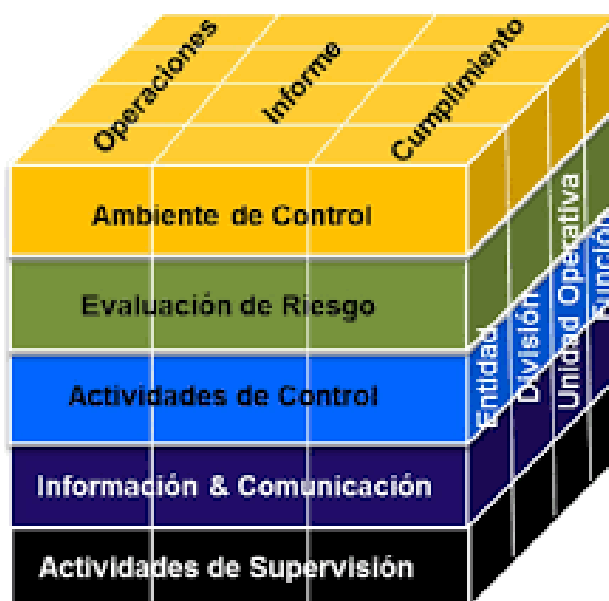 Operaciones
Informe
Cumplimiento
Ambiente de Control
Evaluación de Riesgo
Actividades de Control
Información & Comunicación
Actividades de Supervisión
Entidad
División
Unidad Operativa
Función